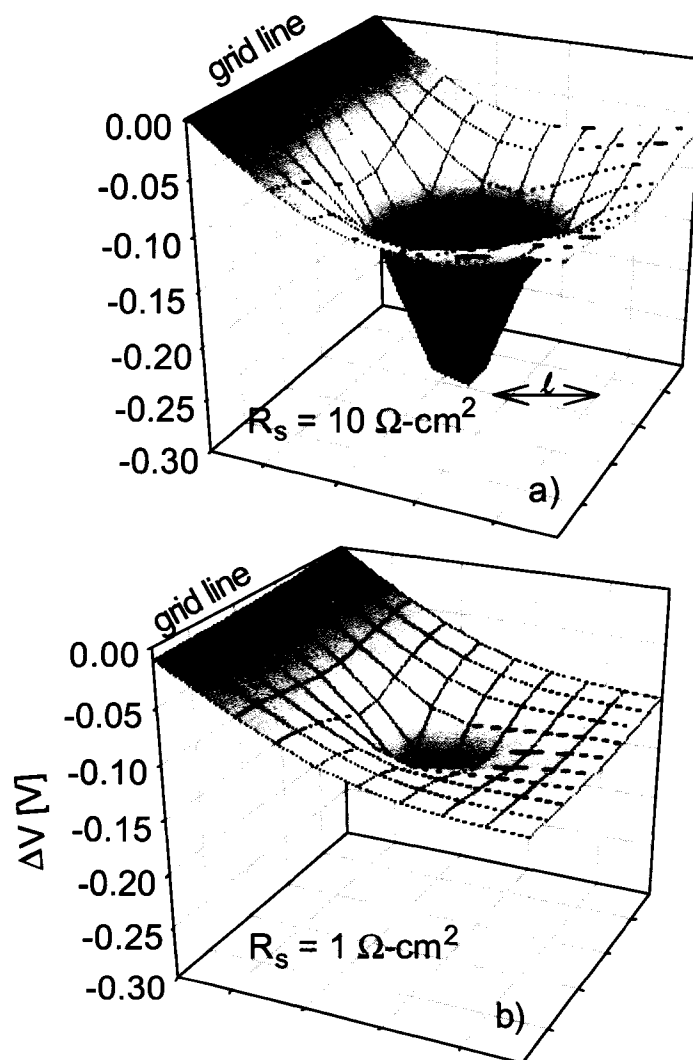 grid line
0.00
-0.05
-0.10
-0.15
-0.20
-0.25
-0.30
ℓ
R_s = 10 Ω-cm²
a)
grid line
0.00
-0.05
-0.10
-0.15
-0.20
-0.25
-0.30
ΔV [V]
R_s = 1 Ω-cm²
b)